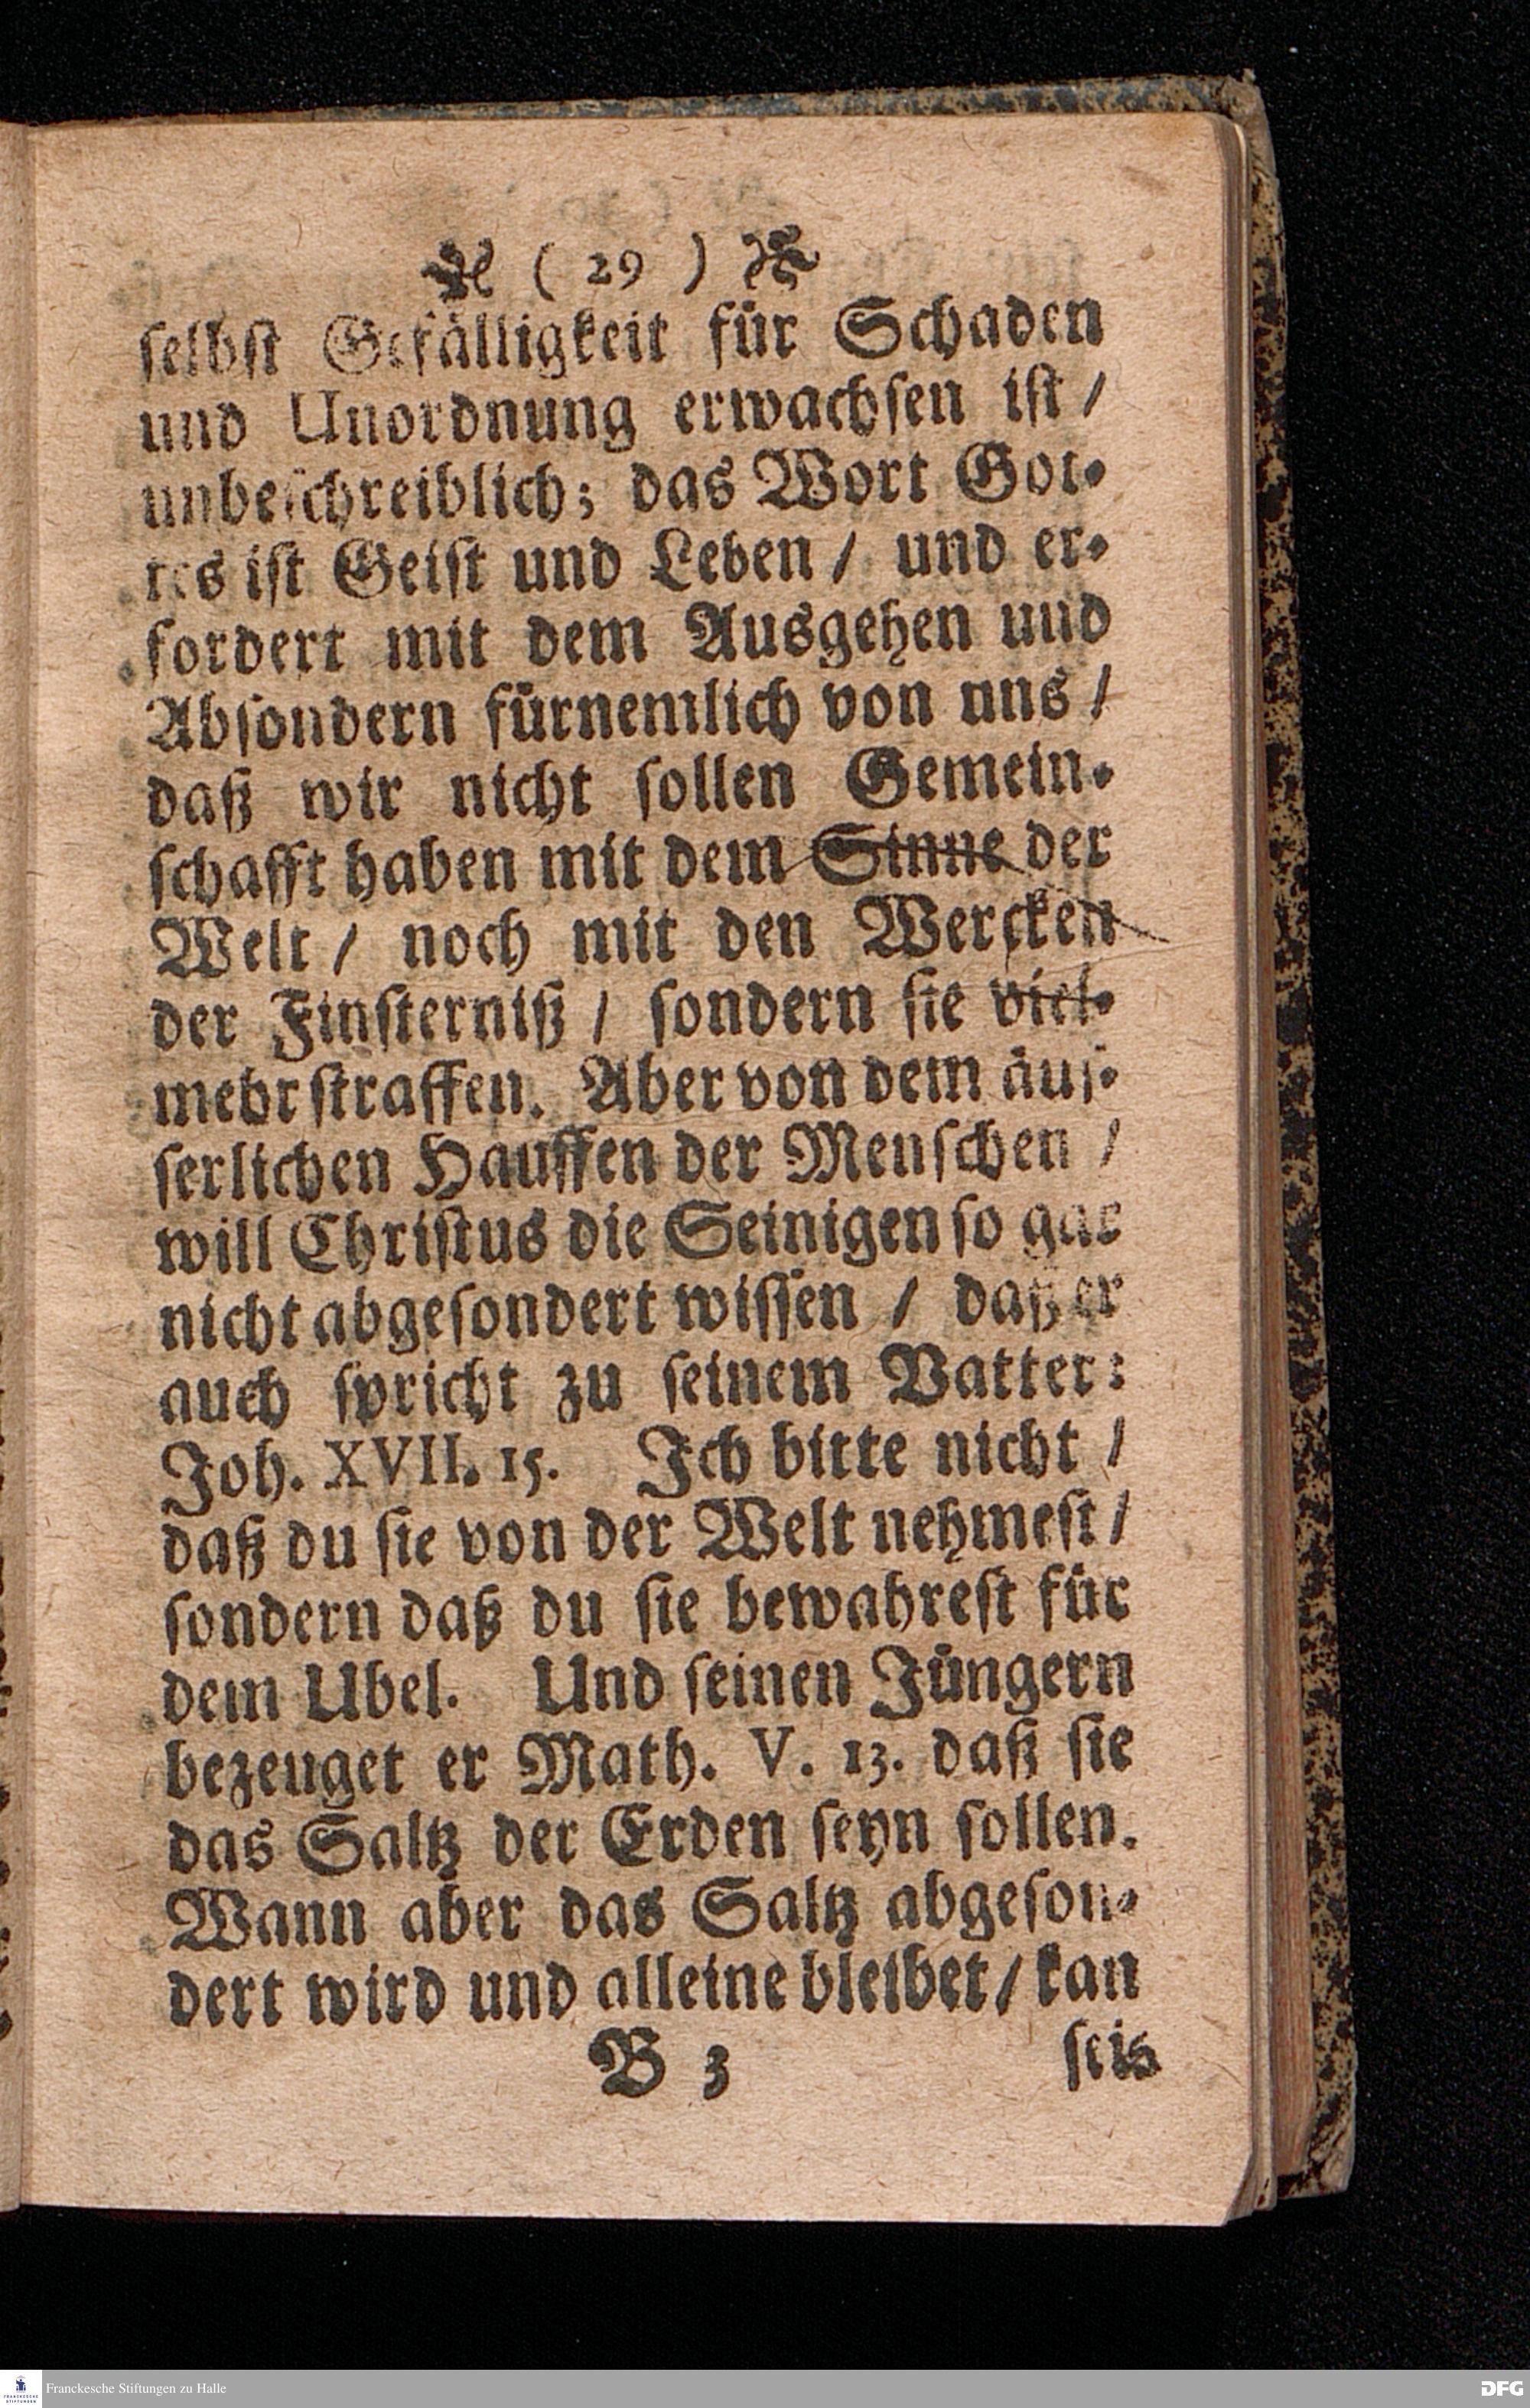 ( 29 )
selbst Gefälligkeit für Schaden
und Unordnung erwachsen ist /
unbeschreiblich; das Wort Got-
tes ist Geist und Leben / und er-
fordert mit dem Ausgehen und
Absondern fürnemlich von uns /
daß wir nicht sollen Gemein-
schafft haben mit dem Sinne der
Welt / noch mit den Wercken
der Finsterniß / sondern sie viel-
mehr straffen. Aber von dem äus-
serlichen Hauffen der Menschen /
will Christus die Seinigen so gar
nicht abgesondert wissen / daß er
auch spricht zu seinem Vatter:
Joh. XVII. 15. Ich bitte nicht /
daß du sie von der Welt nehmest /
sondern daß du sie bewahrest für
dem Ubel. Und seinen Jüngern
bezeuget er Math. V. 13. daß sie
das Saltz der Erden seyn sollen.
Wann aber das Saltz abgeson-
dert wird und alleine bleibet / kan
B 3 seis
Franckesche Stiftungen zu Halle
DFG